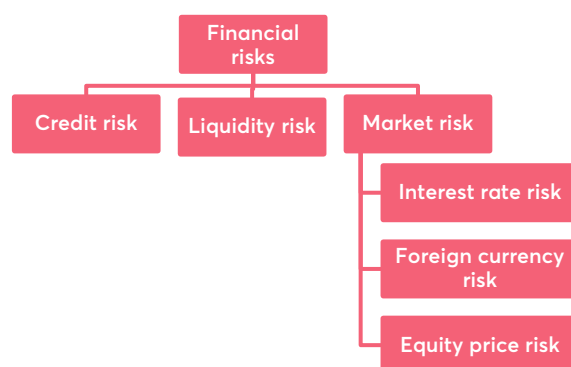 Financial
risks
Credit risk
Liquidity risk
Market risk
Interest rate risk
Foreign currency
risk
Equity price risk